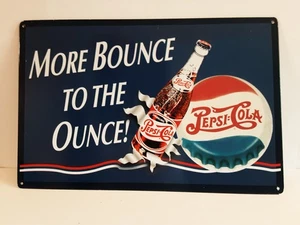 MORE BOUNCE
TO THE
OUNCE!
PEPSI-COLA
PEPSI-COLA